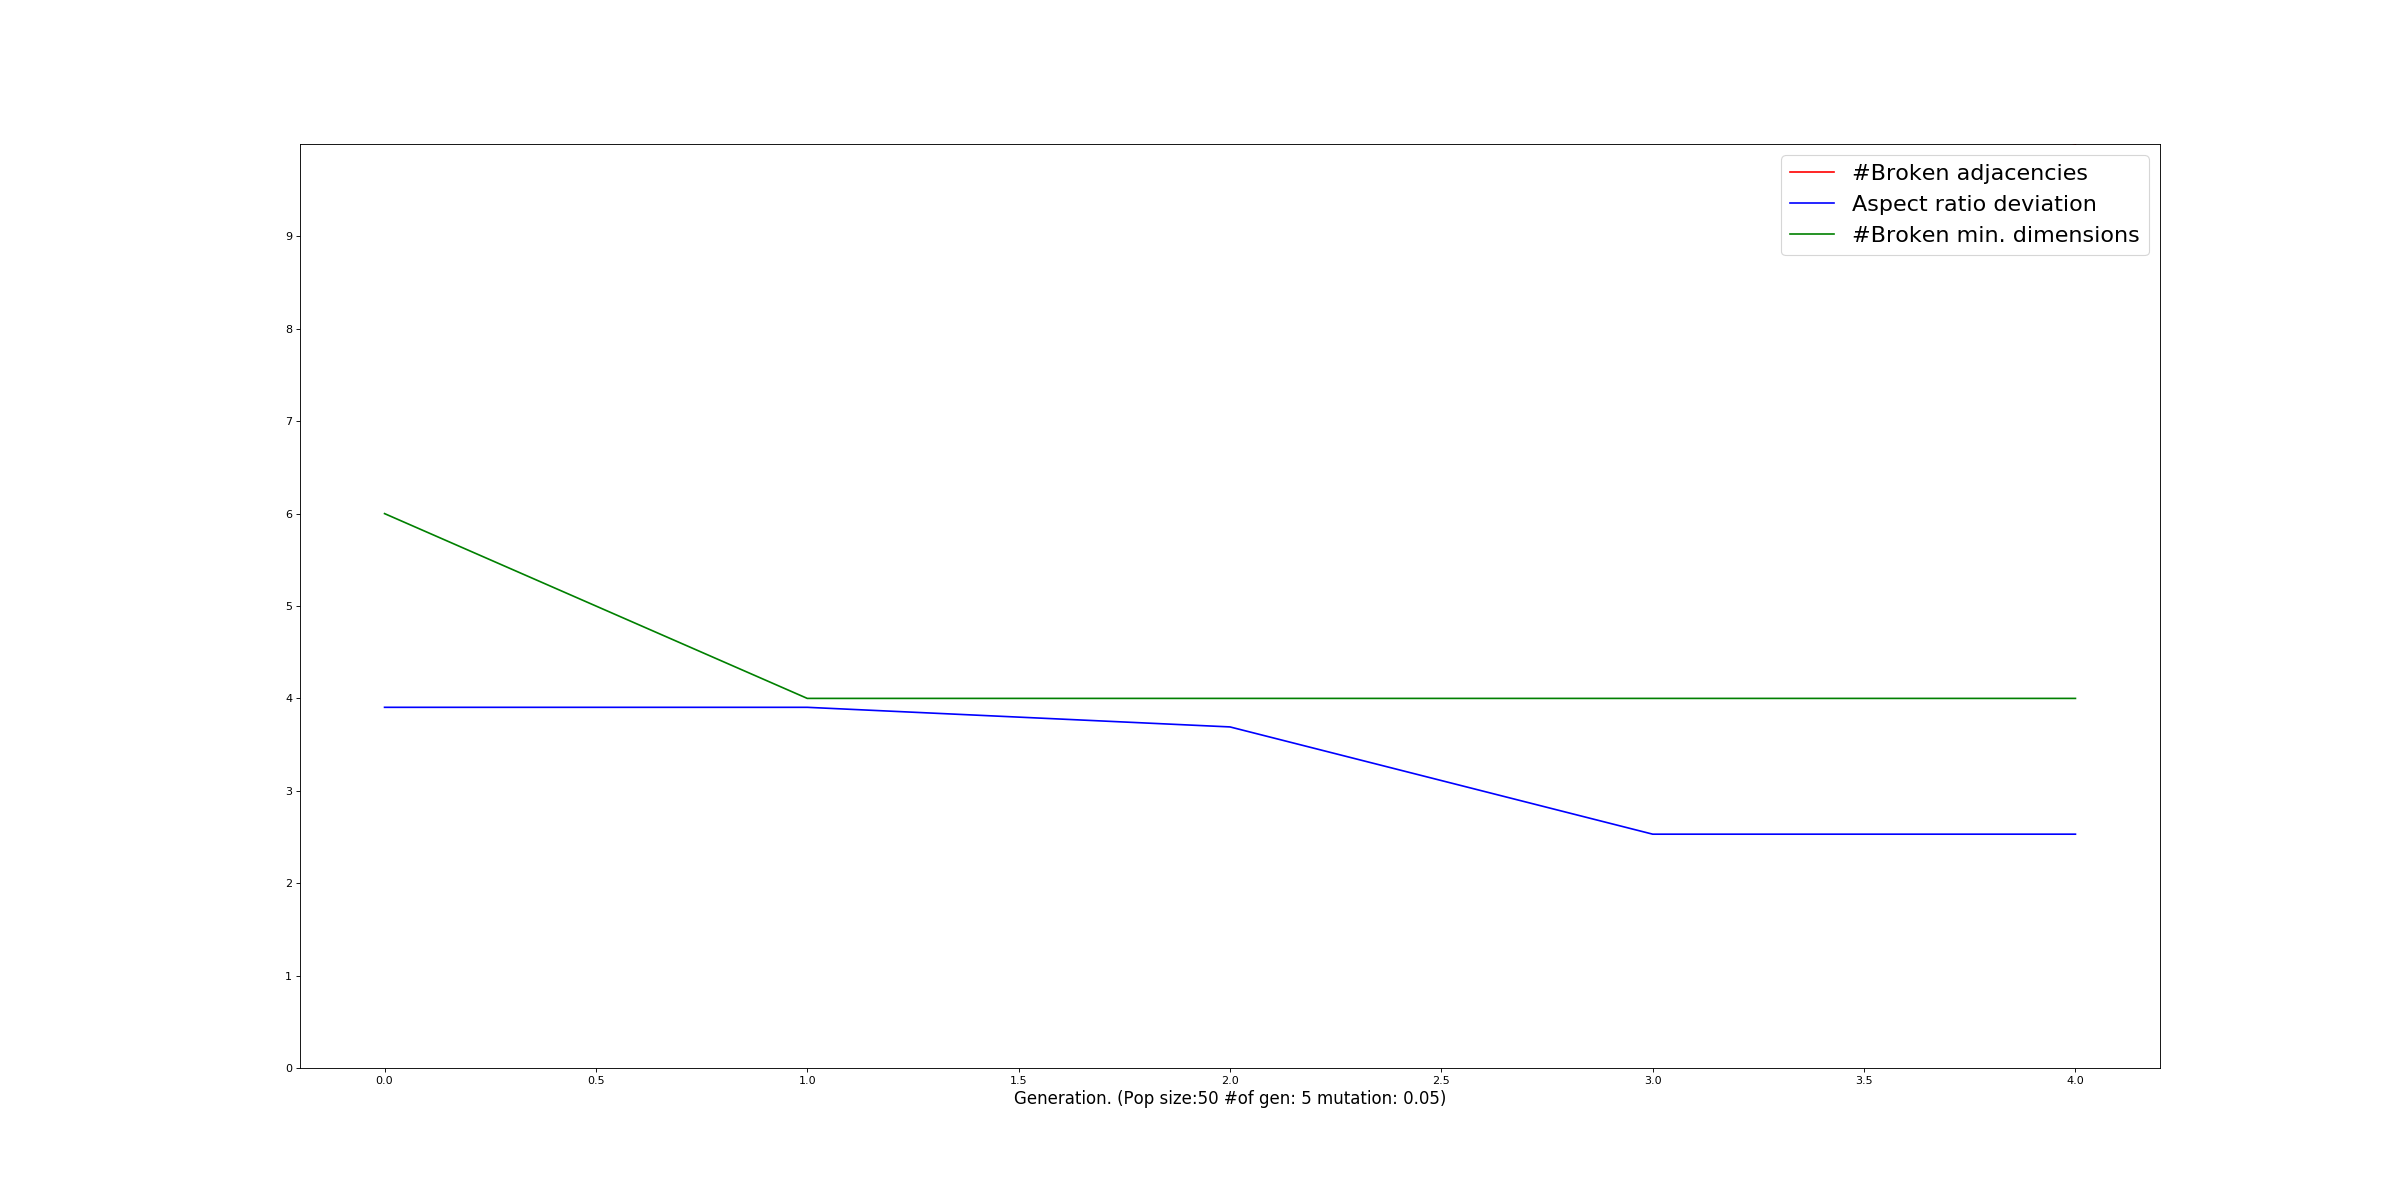 #Broken adjacencies
Aspect ratio deviation
#Broken min. dimensions
9
8
7
6
5
4
3
2
1
0
0.0 0.5 1.0 1.5 2.0 2.5 3.0 3.5 4.0
Generation. (Pop size:50 #of gen: 5 mutation: 0.05)